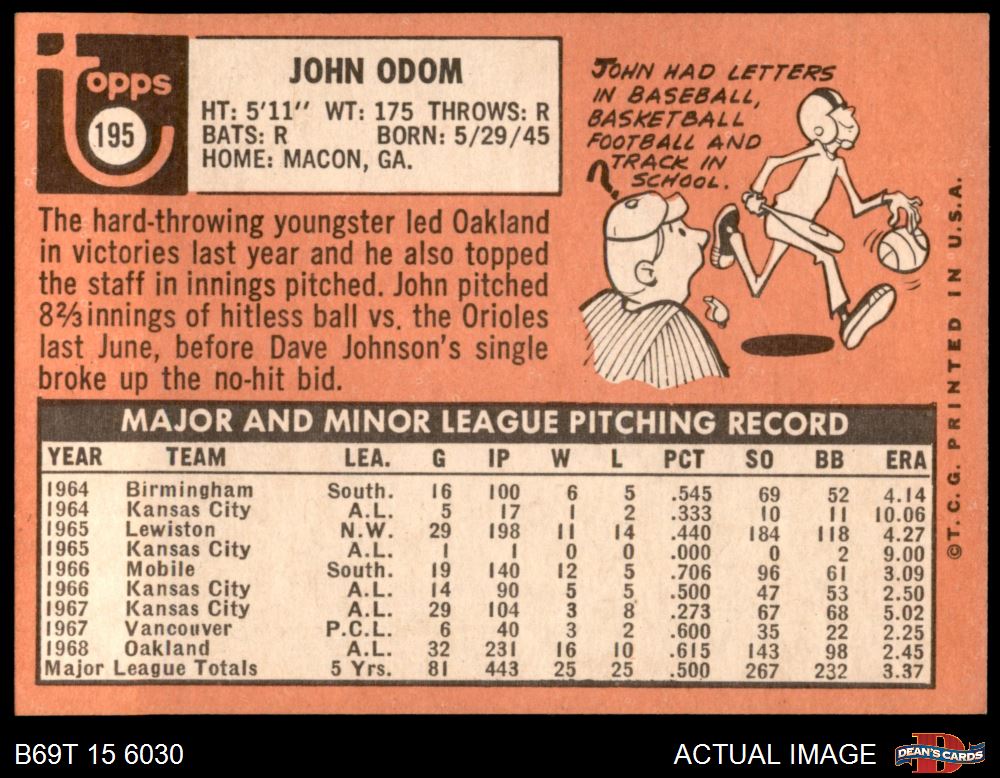 Topps
195
JOHN ODOM
HT: 5'11" WT: 175 THROWS: R
BATS: R BORN: 5/29/45
HOME: MACON, GA.
JOHN HAD LETTERS
IN BASEBALL,
BASKETBALL
FOOTBALL AND
TRACK IN
SCHOOL.
The hard-throwing youngster led Oakland
in victories last year and he also topped
the staff in innings pitched. John pitched
8⅔ innings of hitless ball vs. the Orioles
last June, before Dave Johnson's single
broke up the no-hit bid.
MAJOR AND MINOR LEAGUE PITCHING RECORD
YEAR TEAM LEA. G IP W L PCT SO BB ERA
1964 Birmingham South. 16 100 6 5 .545 69 52 4.14
1964 Kansas City A.L. 5 17 1 2 .333 10 11 10.06
1965 Lewiston N.W. 29 198 11 14 .440 184 118 4.27
1965 Kansas City A.L. 1 1 0 0 .000 0 2 9.00
1966 Mobile South. 19 140 12 5 .706 96 61 3.09
1966 Kansas City A.L. 14 90 5 5 .500 47 53 2.50
1967 Kansas City A.L. 29 104 3 8 .273 67 68 5.02
1967 Vancouver P.C.L. 6 40 3 2 .600 35 22 2.25
1968 Oakland A.L. 32 231 16 10 .615 143 98 2.45
Major League Totals 5 Yrs. 81 443 25 25 .500 267 232 3.37
©T.C.G. PRINTED IN U.S.A.
B69T 15 6030
ACTUAL IMAGE
D
DEAN'S CARDS